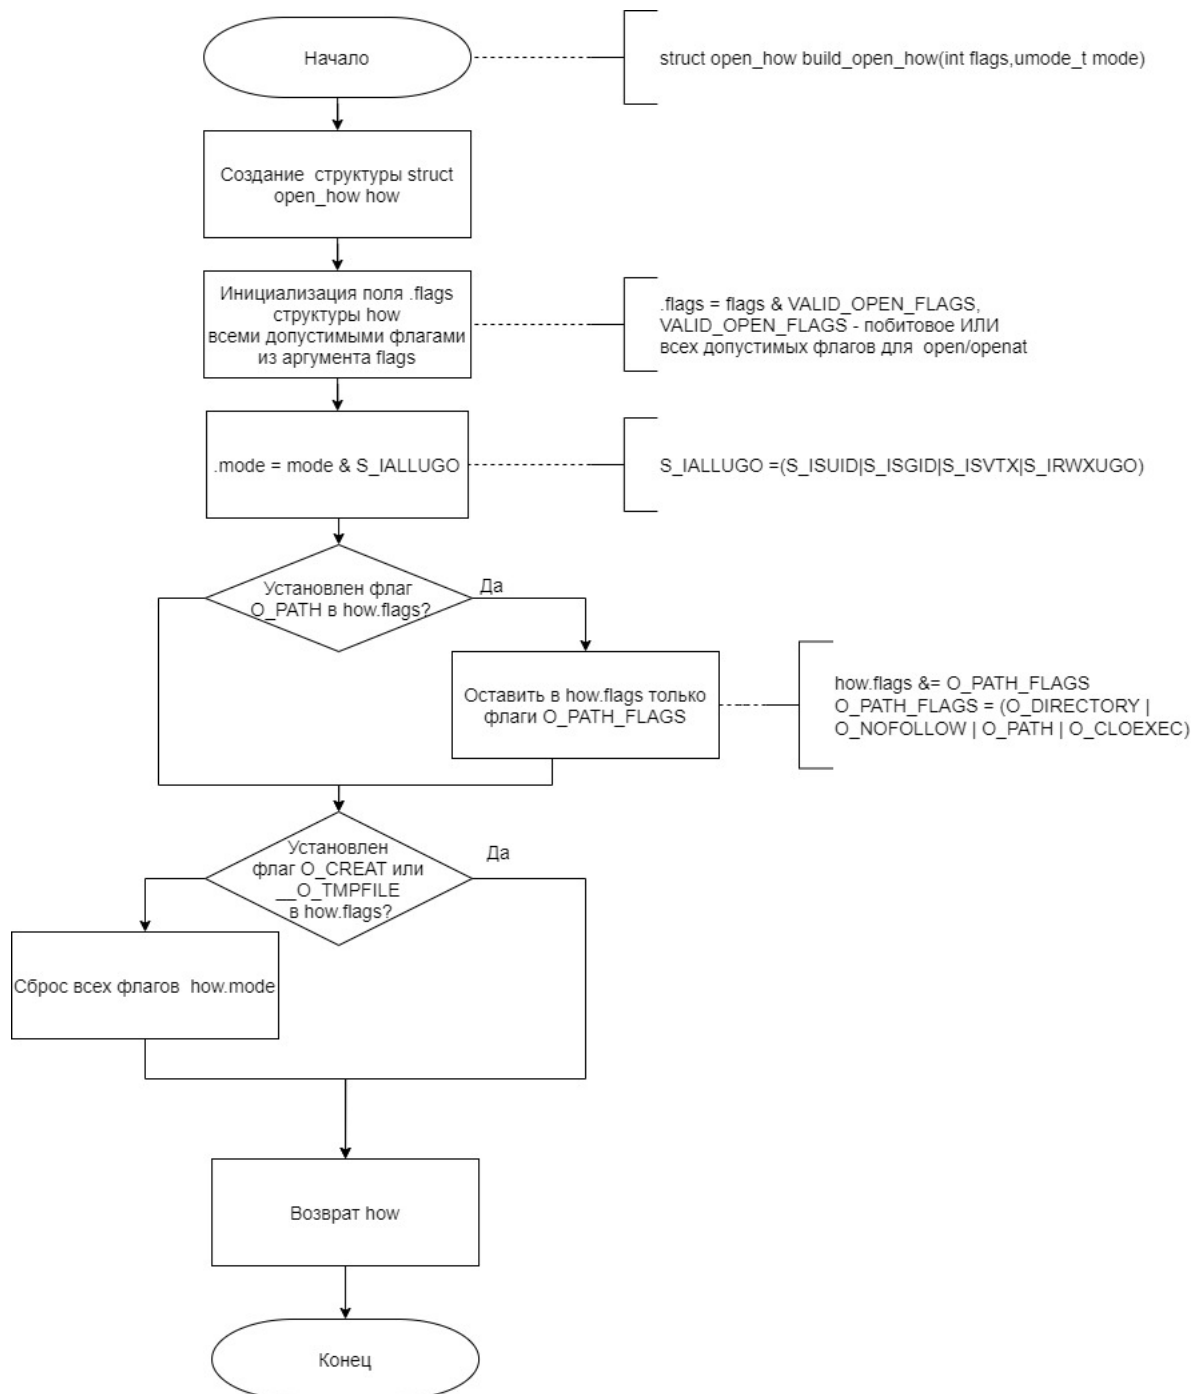 Начало
struct open_how build_open_how(int flags,umode_t mode)
Создание структуры struct
open_how how
Инициализация поля .flags
структуры how
всеми допустимыми флагами
из аргумента flags
.flags = flags & VALID_OPEN_FLAGS,
VALID_OPEN_FLAGS - побитовое ИЛИ
всех допустимых флагов для open/openat
.mode = mode & S_IALLUGO
S_IALLUGO =(S_ISUID|S_ISGID|S_ISVTX|S_IRWXUGO)
Установлен флаг
O_PATH в how.flags?
Да
Оставить в how.flags только
флаги O_PATH_FLAGS
how.flags &= O_PATH_FLAGS
O_PATH_FLAGS = (O_DIRECTORY |
O_NOFOLLOW | O_PATH | O_CLOEXEC)
Установлен
флаг O_CREAT или
__O_TMPFILE
в how.flags?
Да
Сброс всех флагов how.mode
Возврат how
Конец